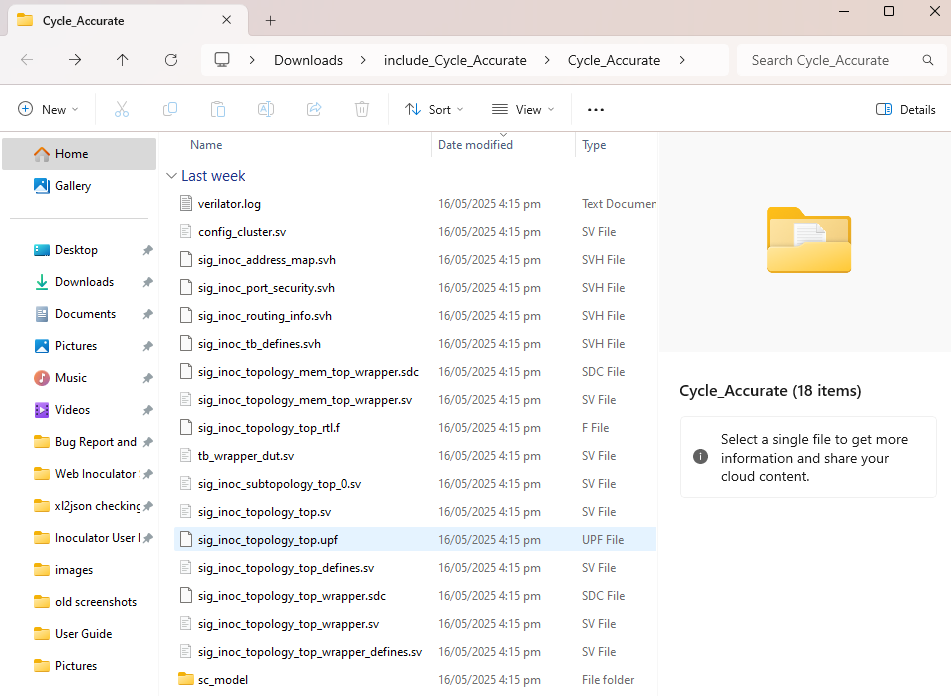 Cycle_Accurate
Downloads include_Cycle_Accurate Cycle_Accurate
Search Cycle_Accurate
New Sort View Details
Home
Gallery
Desktop
Downloads
Documents
Pictures
Music
Videos
Bug Report and
Web Inoculator
xl2json checking
Inoculator User
images
old screenshots
User Guide
Pictures
Name Date modified Type
Last week
verilator.log 16/05/2025 4:15 pm Text Documen
config_cluster.sv 16/05/2025 4:15 pm SV File
sig_inoc_address_map.svh 16/05/2025 4:15 pm SVH File
sig_inoc_port_security.svh 16/05/2025 4:15 pm SVH File
sig_inoc_routing_info.svh 16/05/2025 4:15 pm SVH File
sig_inoc_tb_defines.svh 16/05/2025 4:15 pm SVH File
sig_inoc_topology_mem_top_wrapper.sdc 16/05/2025 4:15 pm SDC File
sig_inoc_topology_mem_top_wrapper.sv 16/05/2025 4:15 pm SV File
sig_inoc_topology_top_rtl.f 16/05/2025 4:15 pm F File
tb_wrapper_dut.sv 16/05/2025 4:15 pm SV File
sig_inoc_subtopology_top_0.sv 16/05/2025 4:15 pm SV File
sig_inoc_topology_top.sv 16/05/2025 4:15 pm SV File
sig_inoc_topology_top.upf 16/05/2025 4:15 pm UPF File
sig_inoc_topology_top_defines.sv 16/05/2025 4:15 pm SV File
sig_inoc_topology_top_wrapper.sdc 16/05/2025 4:15 pm SDC File
sig_inoc_topology_top_wrapper.sv 16/05/2025 4:15 pm SV File
sig_inoc_topology_top_wrapper_defines.sv 16/05/2025 4:15 pm SV File
sc_model 16/05/2025 4:15 pm File folder
Cycle_Accurate (18 items)
Select a single file to get more
information and share your
cloud content.